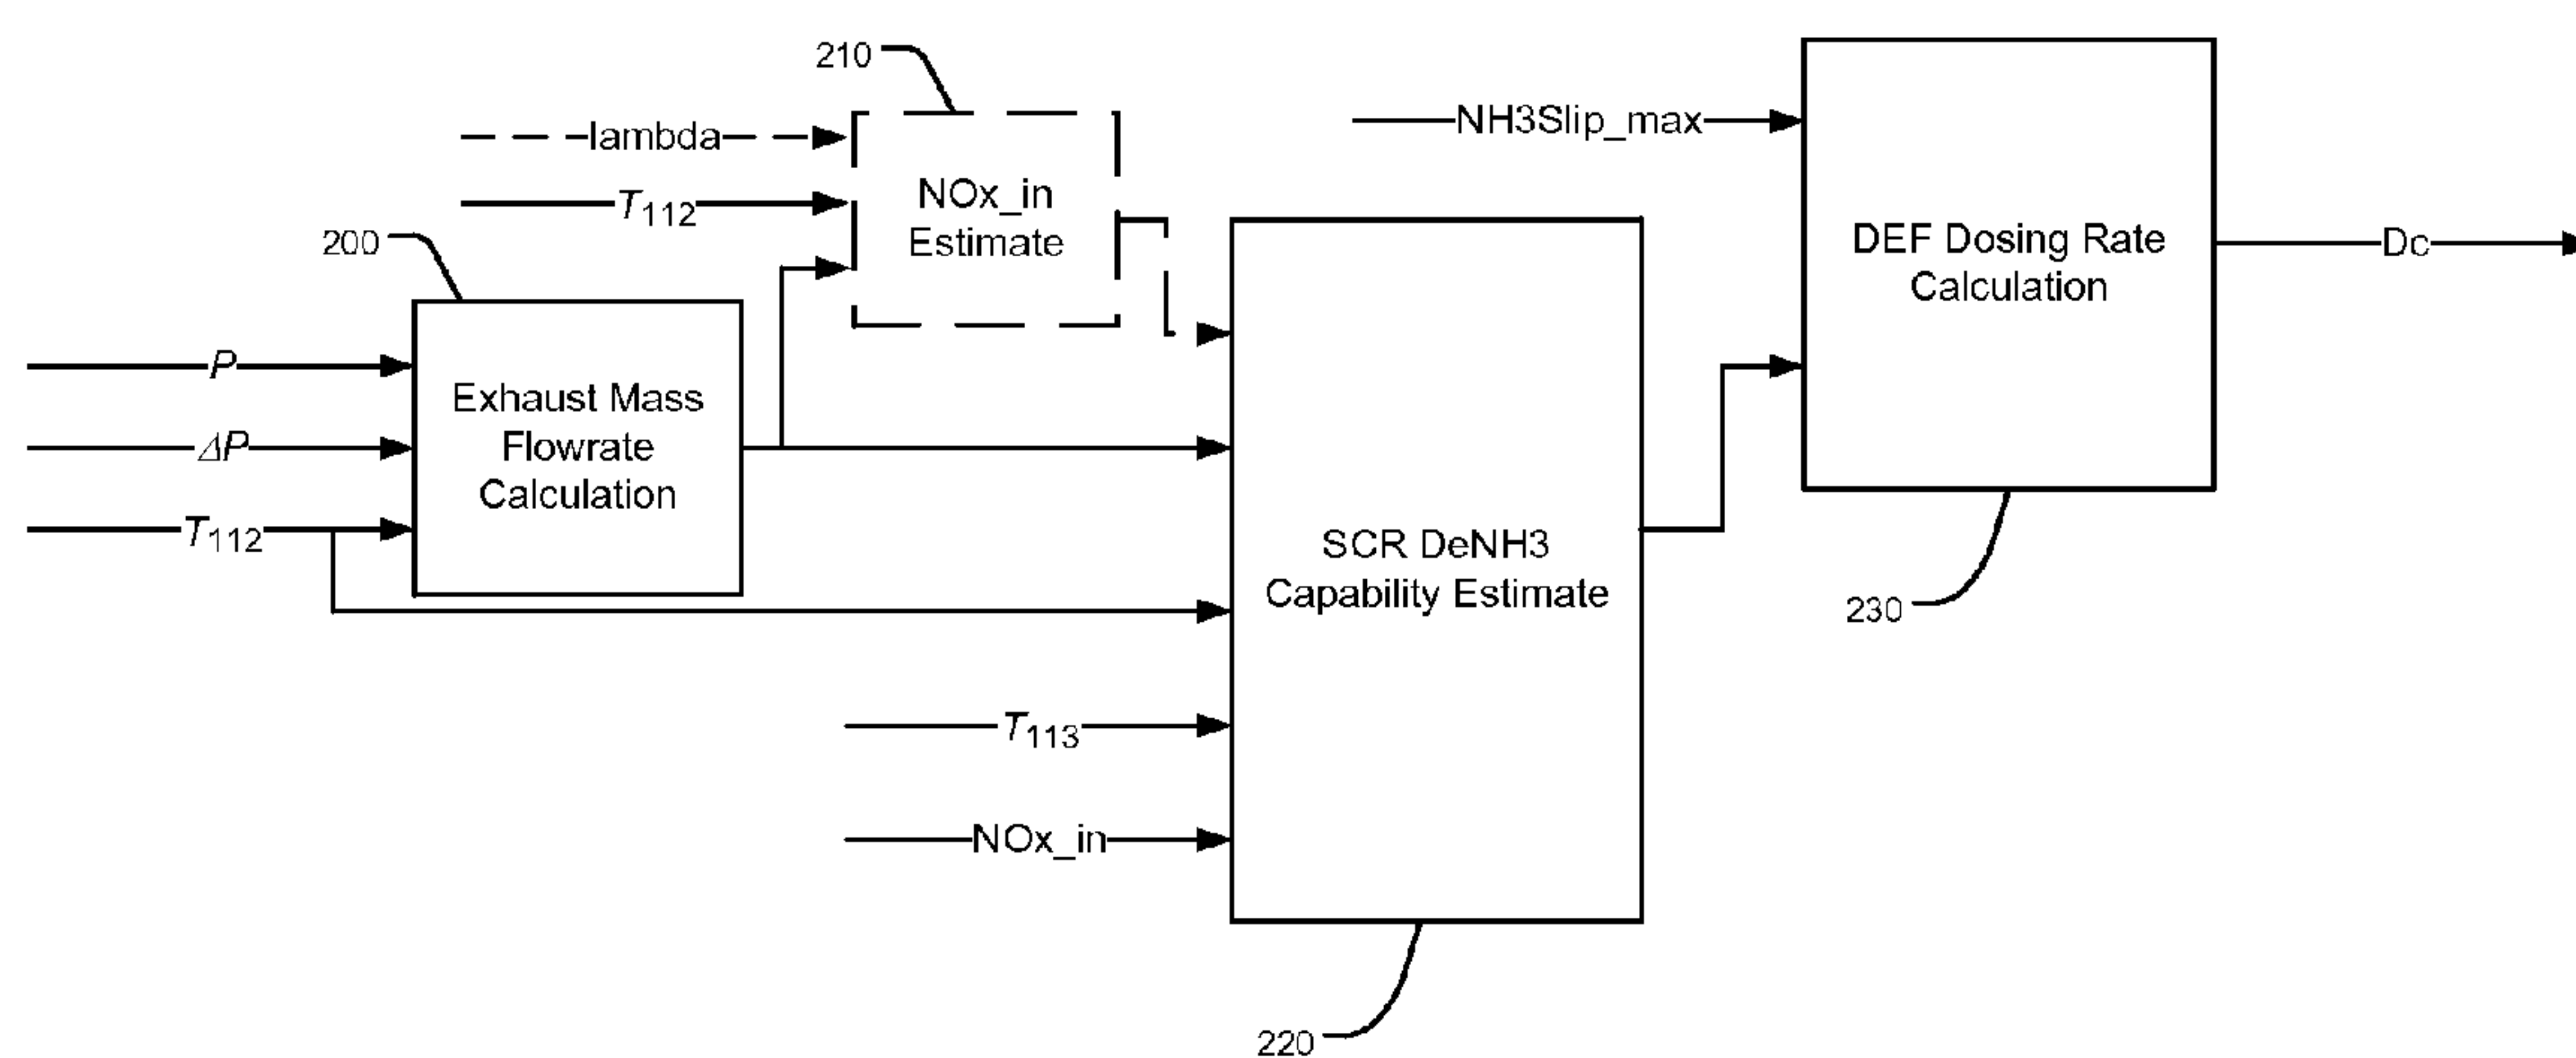 210
lambda
NH3Slip_max
T112
NOx_in
Estimate
200
DEF Dosing Rate
Calculation
Dc
P
ΔP
T112
Exhaust Mass
Flowrate
Calculation
SCR DeNH3
Capability Estimate
230
T113
NOx_in
220